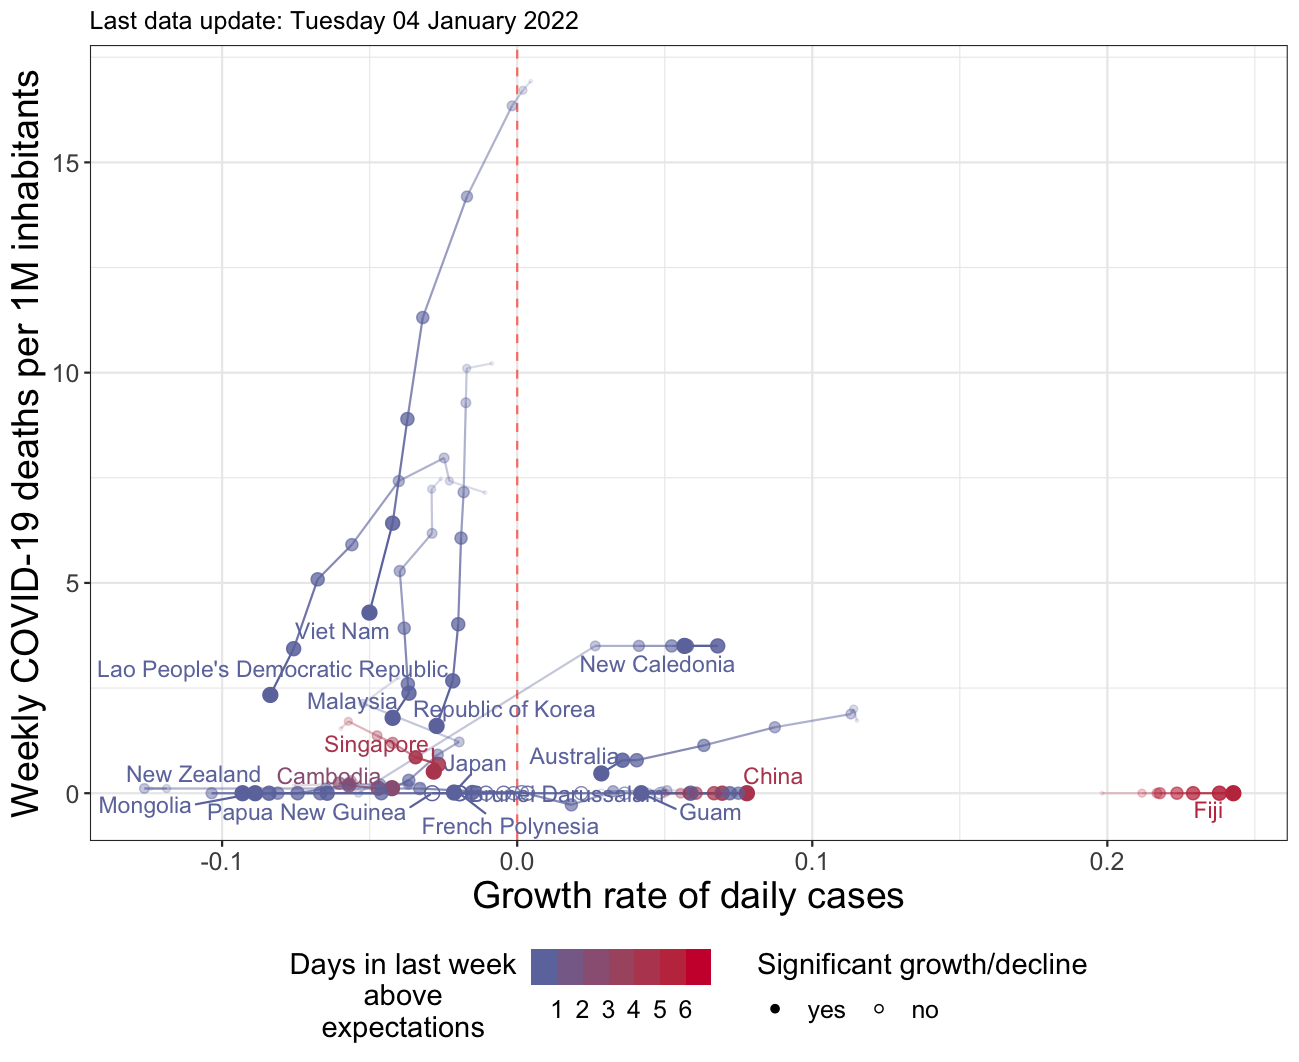 Last data update: Tuesday 04 January 2022
Weekly COVID-19 deaths per 1M inhabitants
15
10
5
0
Viet Nam
Lao People's Democratic Republic
New Caledonia
Malaysia
Republic of Korea
Singapore
Australia
Japan
New Zealand
Cambodia
China
Brunei Darussalam
Mongolia
Papua New Guinea
Guam
Fiji
French Polynesia
-0.1
0.0
0.1
0.2
Growth rate of daily cases
Days in last week
above
expectations
1 2 3 4 5 6
Significant growth/decline
yes
no